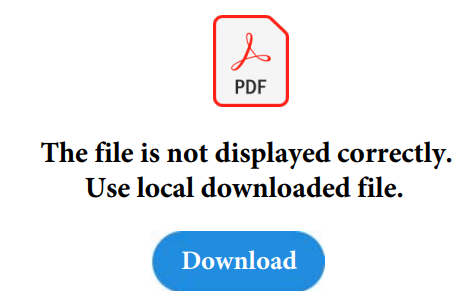 PDF
The file is not displayed correctly.
Use local downloaded file.
Download